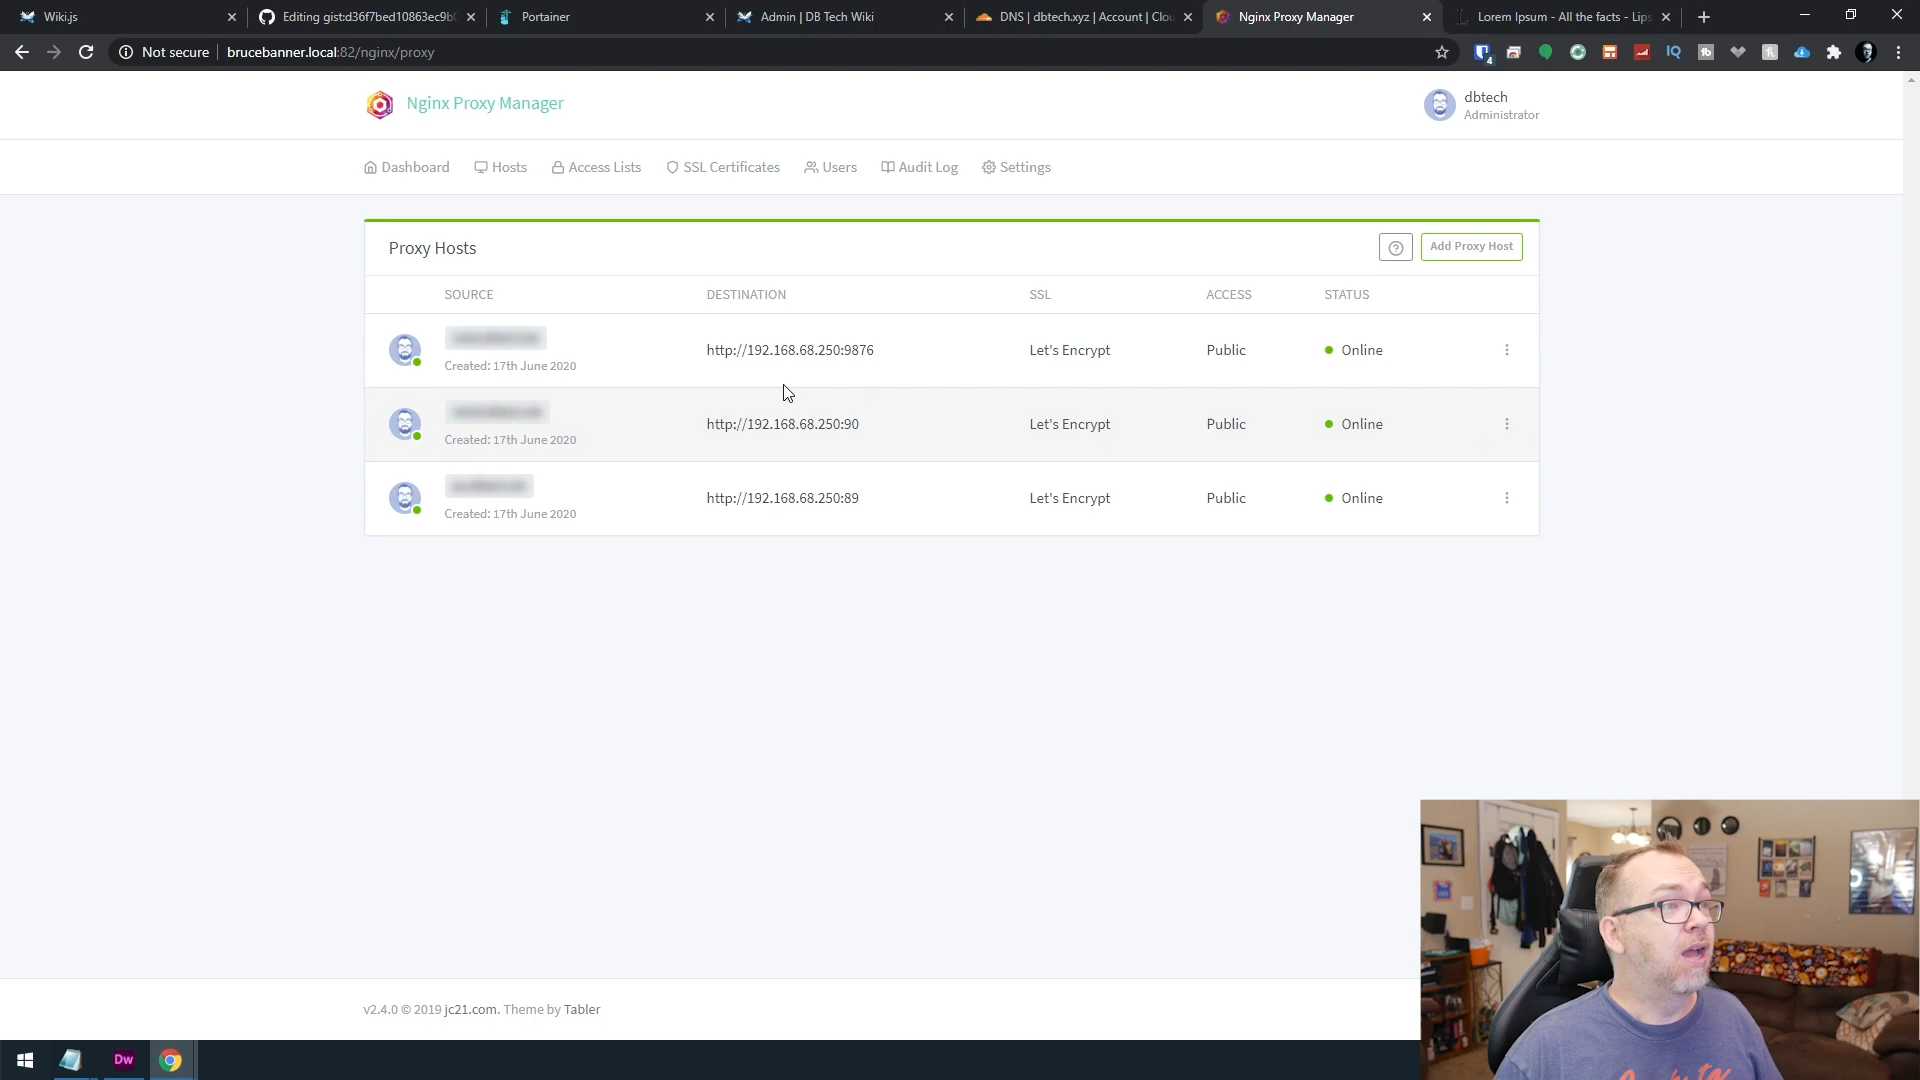 Wiki.js
Editing gist:d36f7bed10863ec9b0
Portainer
Admin | DB Tech Wiki
DNS | dbtech.xyz | Account | Clou
Nginx Proxy Manager
Lorem Ipsum - All the facts - Lips
Not secure
brucebanner.local:82/nginx/proxy
4
IQ
Nginx Proxy Manager
dbtech
Administrator
Dashboard
Hosts
Access Lists
SSL Certificates
Users
Audit Log
Settings
Proxy Hosts
Add Proxy Host
SOURCE
DESTINATION
SSL
ACCESS
STATUS
Created: 17th June 2020
http://192.168.68.250:9876
Let's Encrypt
Public
Online
Created: 17th June 2020
http://192.168.68.250:90
Let's Encrypt
Public
Online
Created: 17th June 2020
http://192.168.68.250:89
Let's Encrypt
Public
Online
v2.4.0 © 2019 jc21.com. Theme by Tabler
Dw